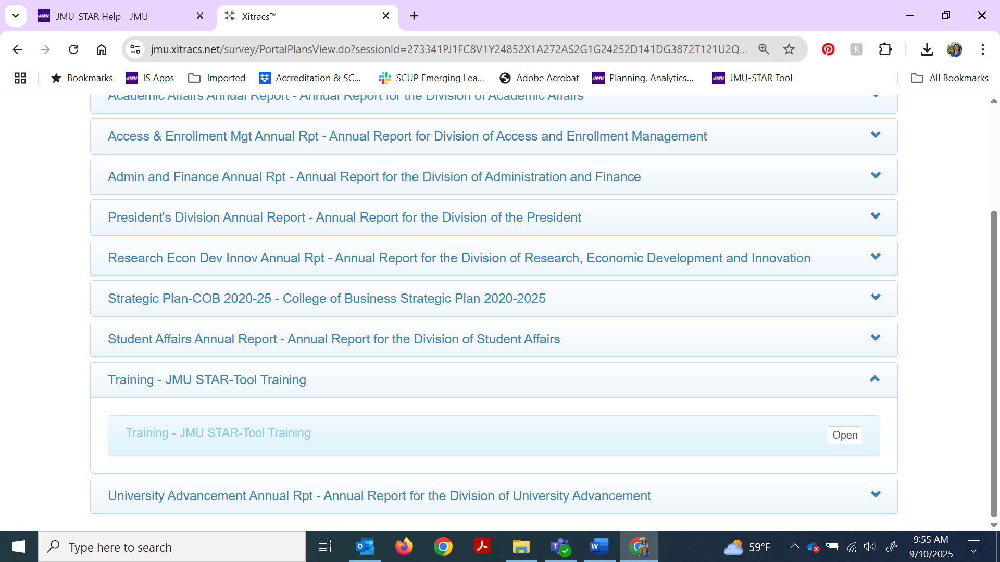 JMU-STAR Help - JMU
Xitracs™
jmu.xitracs.net/survey/PortalPlansView.do?sessionId=273341PJ1FC8V1Y24852X1A272AS2G1G24252D141DG3872T121U2Q...
Bookmarks
JMU IS Apps
Imported
Accreditation & SC...
SCUP Emerging Lea...
Adobe Acrobat
JMU Planning, Analytics...
JMU JMU-STAR Tool
All Bookmarks
Academic Affairs Annual Report - Annual Report for the Division of Academic Affairs
Access & Enrollment Mgt Annual Rpt - Annual Report for Division of Access and Enrollment Management
Admin and Finance Annual Rpt - Annual Report for the Division of Administration and Finance
President's Division Annual Report - Annual Report for the Division of the President
Research Econ Dev Innov Annual Rpt - Annual Report for the Division of Research, Economic Development and Innovation
Strategic Plan-COB 2020-25 - College of Business Strategic Plan 2020-2025
Student Affairs Annual Report - Annual Report for the Division of Student Affairs
Training - JMU STAR-Tool Training
Training - JMU STAR-Tool Training
Open
University Advancement Annual Rpt - Annual Report for the Division of University Advancement
Type here to search
59°F
9:55 AM
9/10/2025